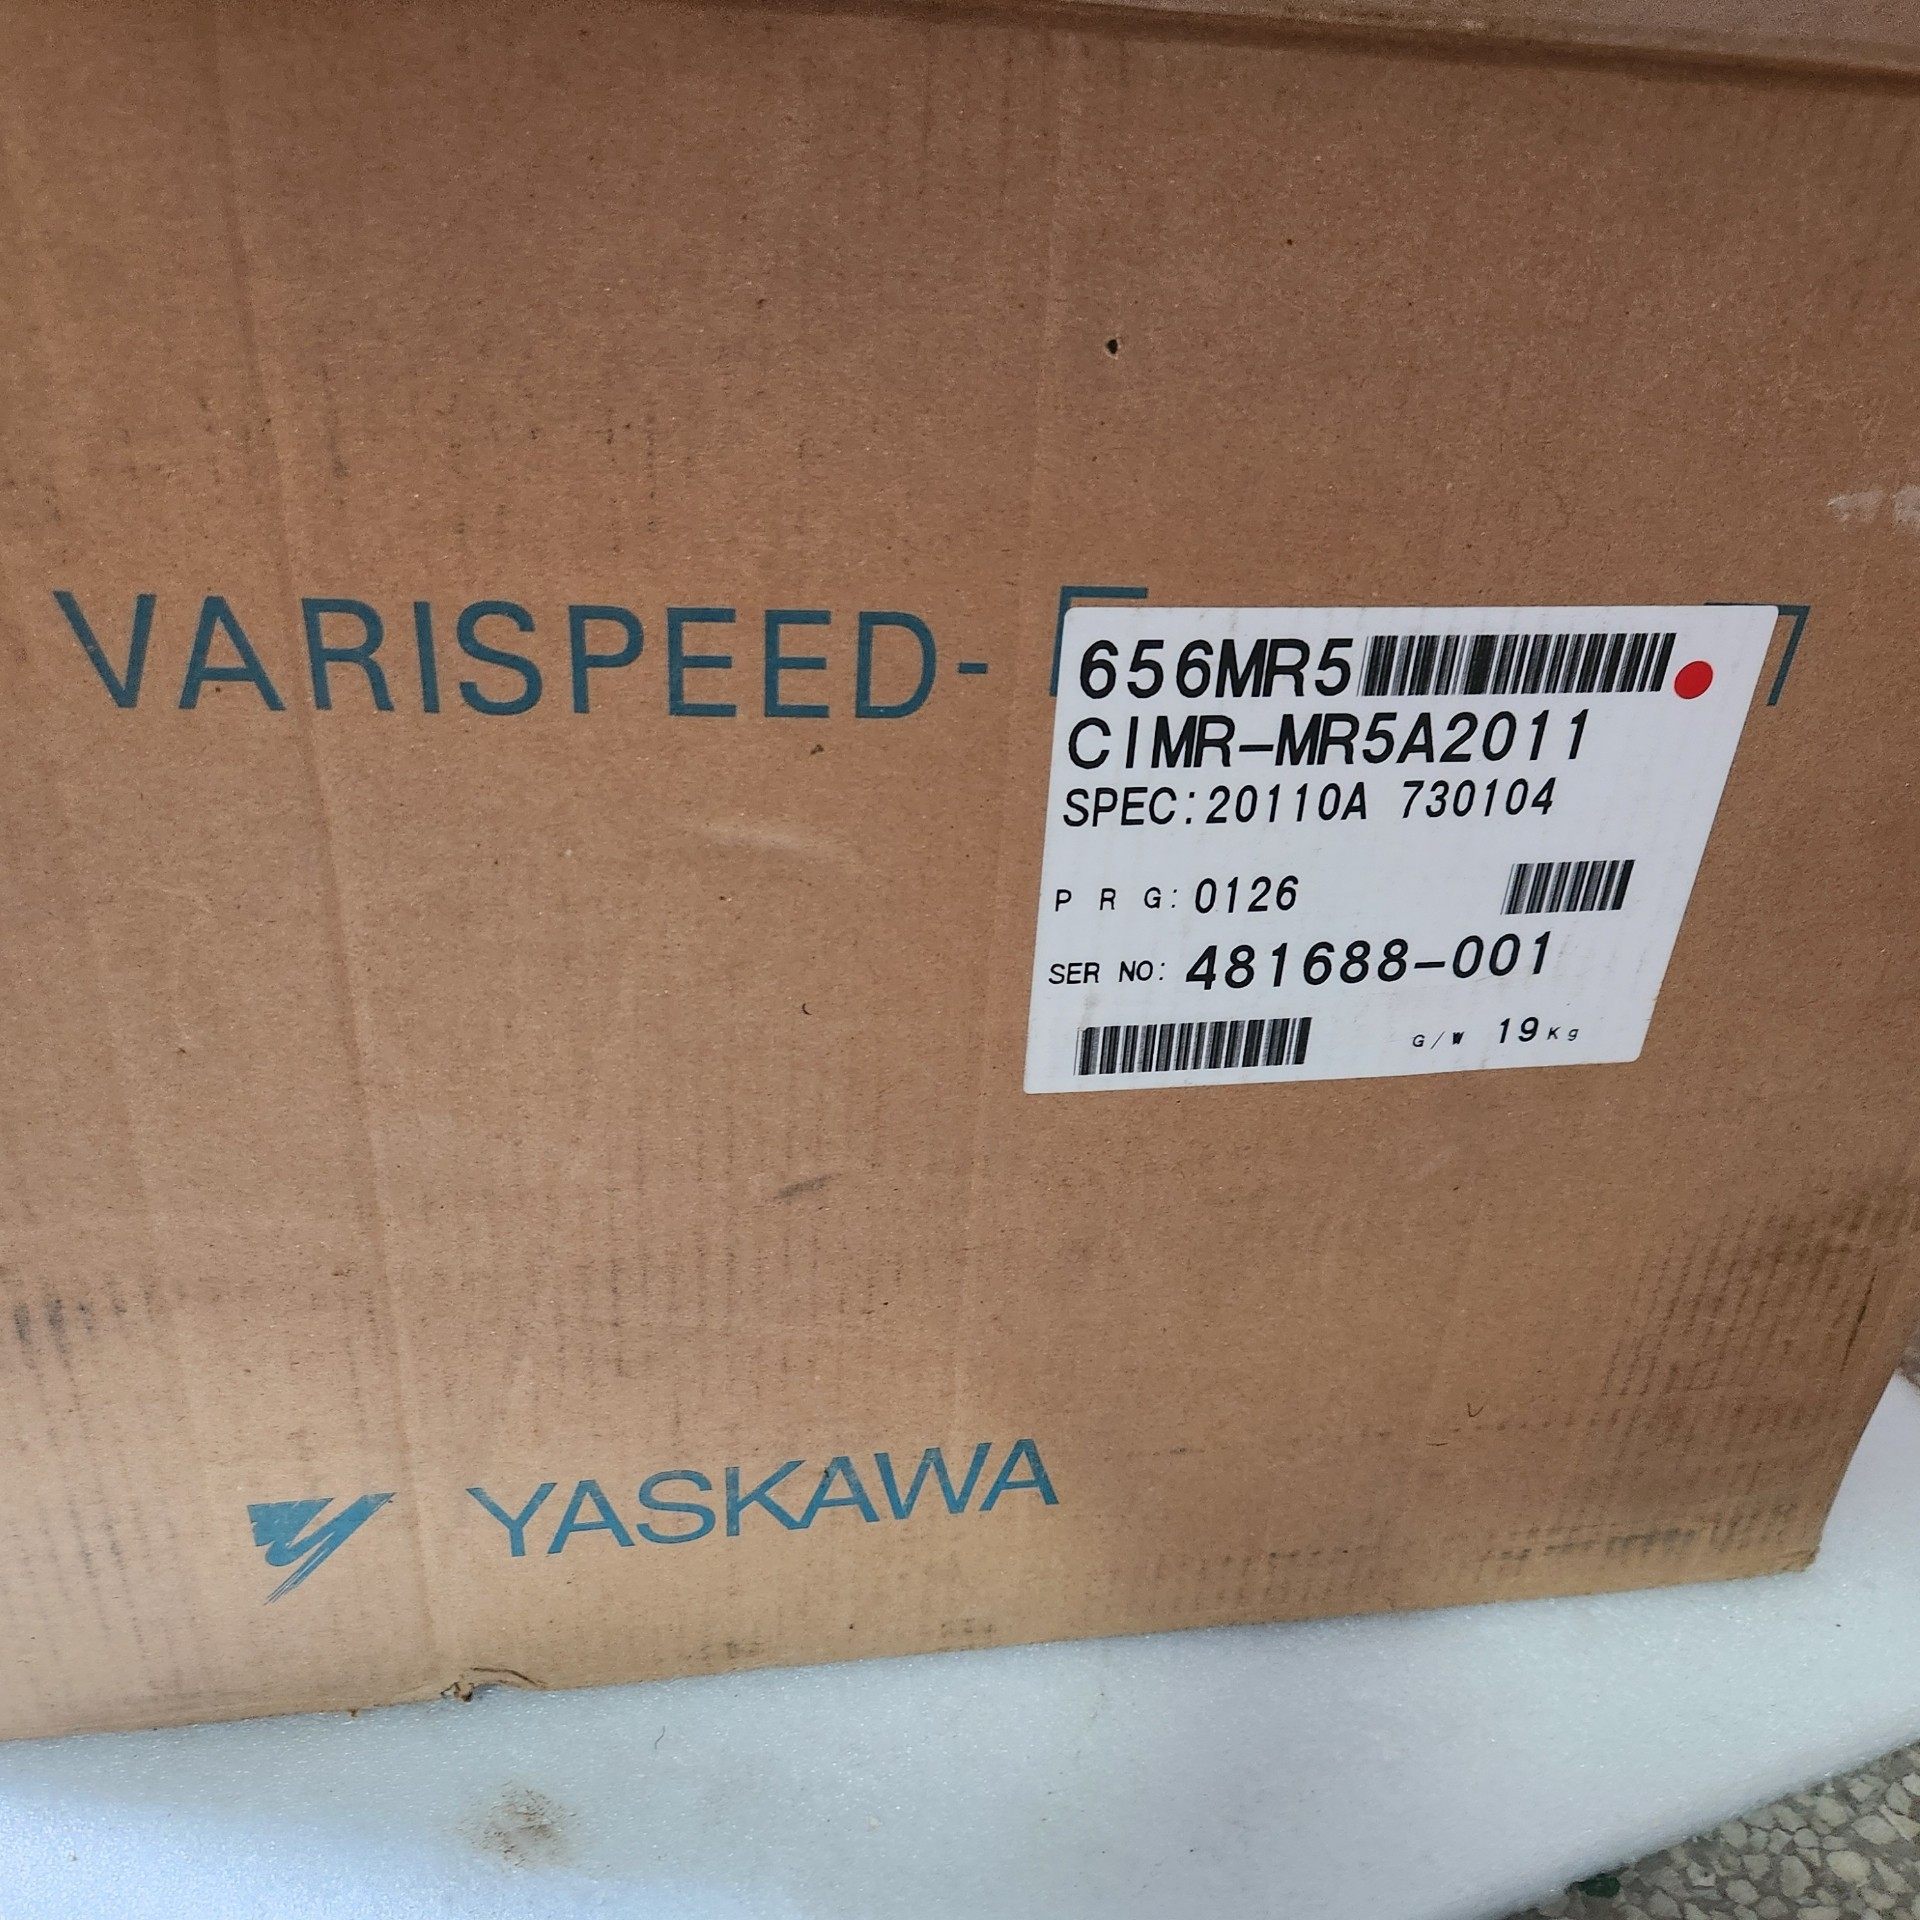 VARISPEED-
656MR5
CIMR-MR5A2011
SPEC:20110A 730104
P R G: 0126
SER NO: 481688-001
G/W 19Kg
YASKAWA